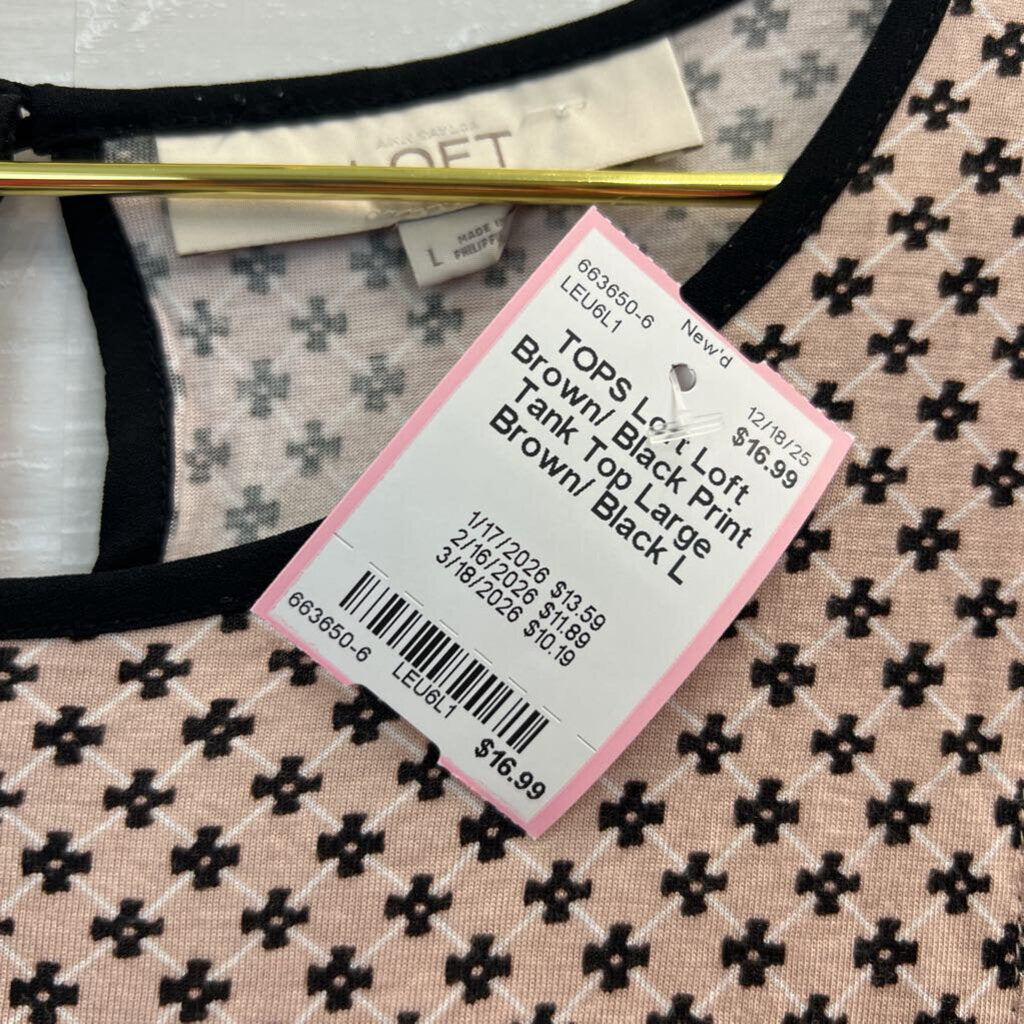 LOFT
L
MADE IN
663650-6
LEU6L1
New'd
12/18/25
$16.99
TOPS Loft Loft
Brown/ Black Print
Tank Top Large
Brown/ Black L
1/17/2026 $13.59
2/16/2026 $11.89
3/18/2026 $10.19
663650-6
LEU6L1
$16.99